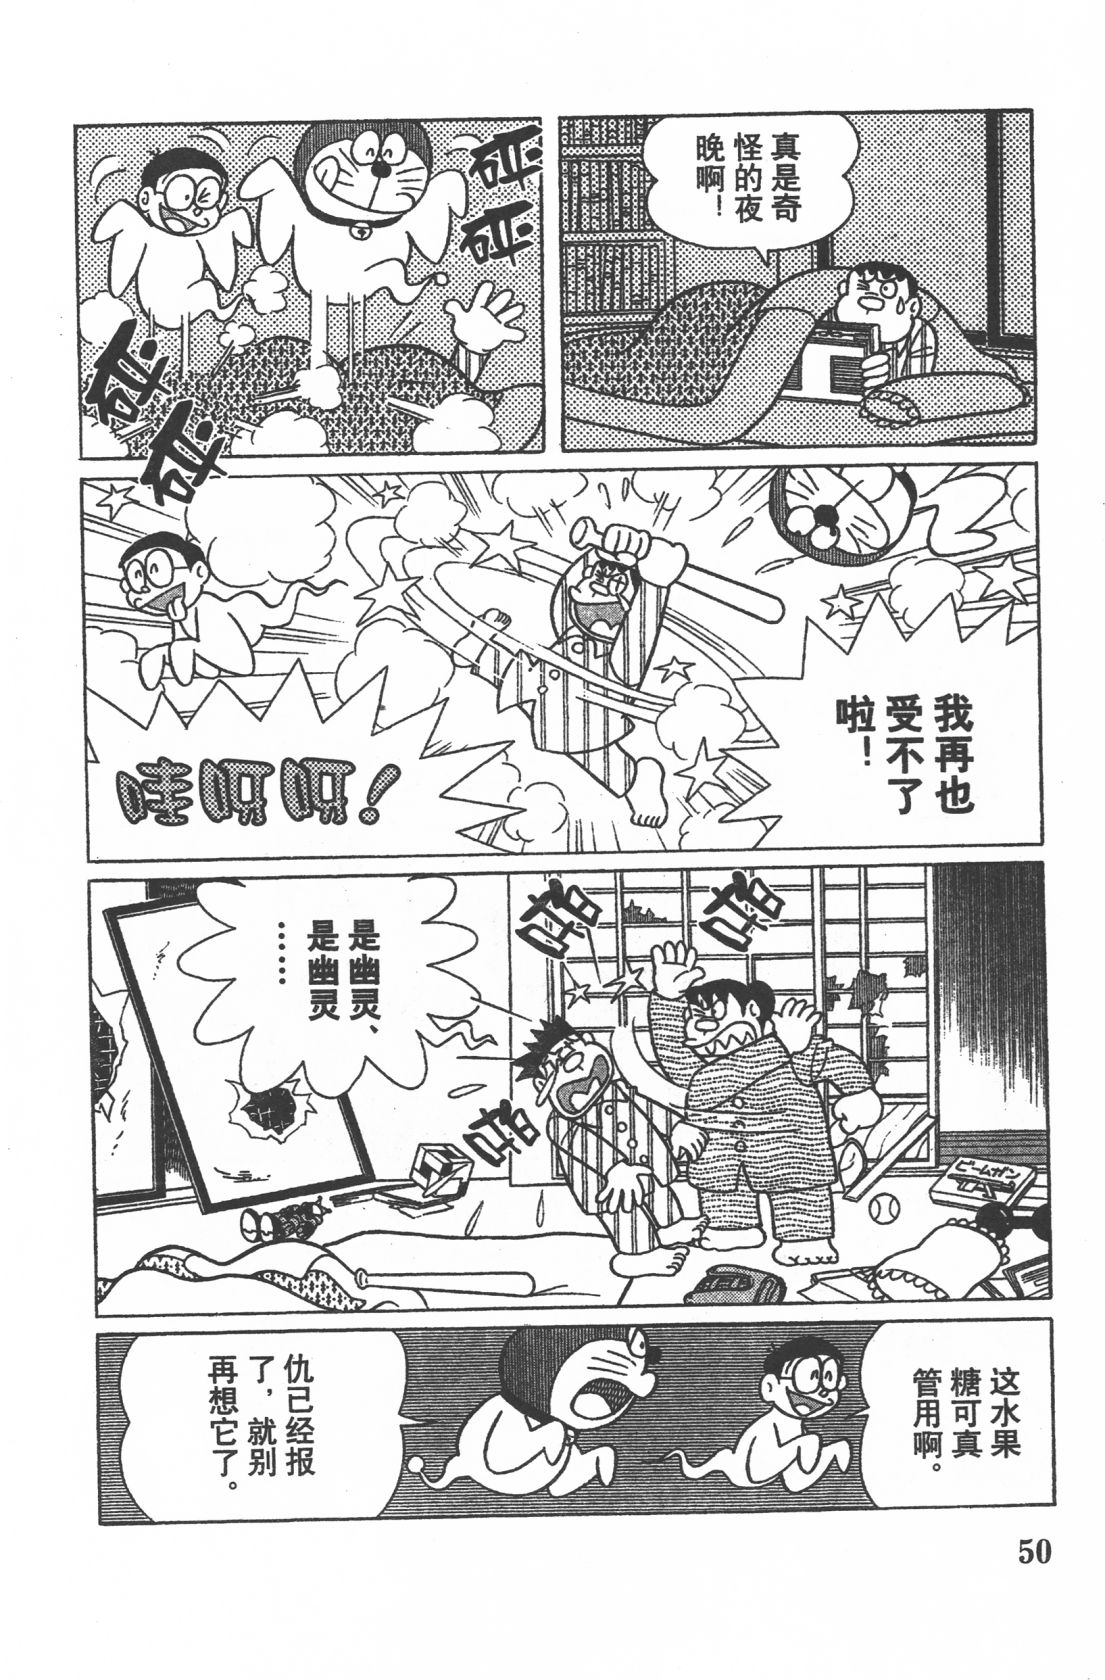 真是奇
怪的夜
晚啊！
砰
砰
砰
砰
我再也
受不了
啦！
哇呀呀！
啪
啪
啪
是幽灵、
是幽灵
……
ビームガン
这水果
糖可真
管用啊。
仇已经报
了，就别
再想它了。
50